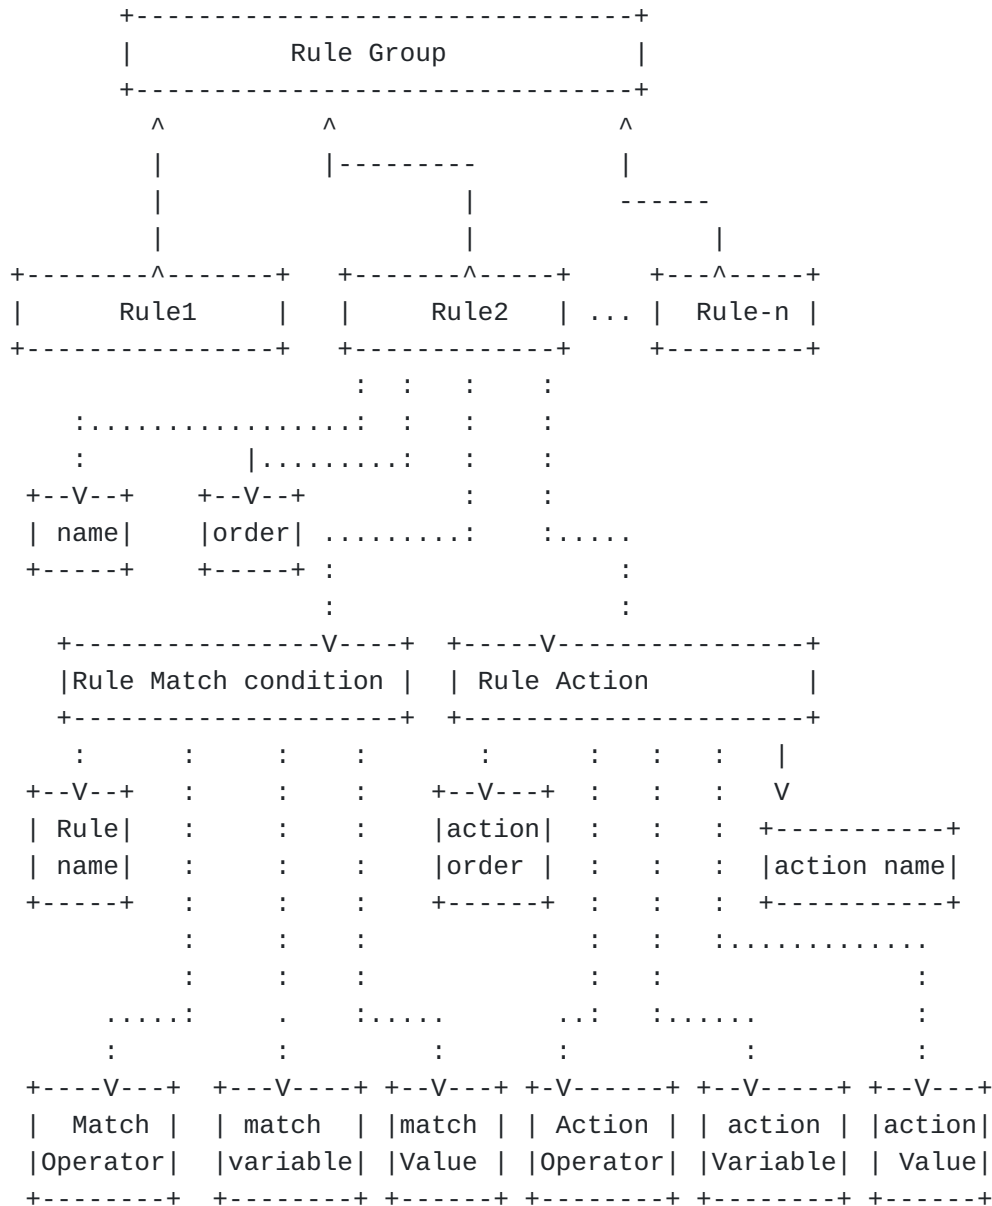 Rule Group
Rule1 Rule2 ... Rule-n
name order
Rule Match condition Rule Action
Rule action
name order action name
Match match match Action action action
Operator variable Value Operator Variable Value